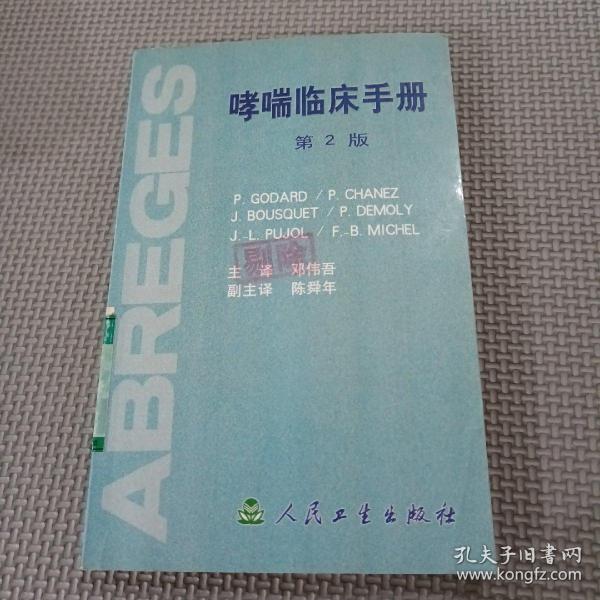 ABREGES
哮喘临床手册
第 2 版
P. GODARD / P. CHANEZ
J. BOUSQUET / P. DEMOLY
J.-L. PUJOL / F.-B. MICHEL
剔除
主 译 邓伟吾
副主译 陈舜年
人民卫生出版社
孔夫子旧书网
www.kongfz.com